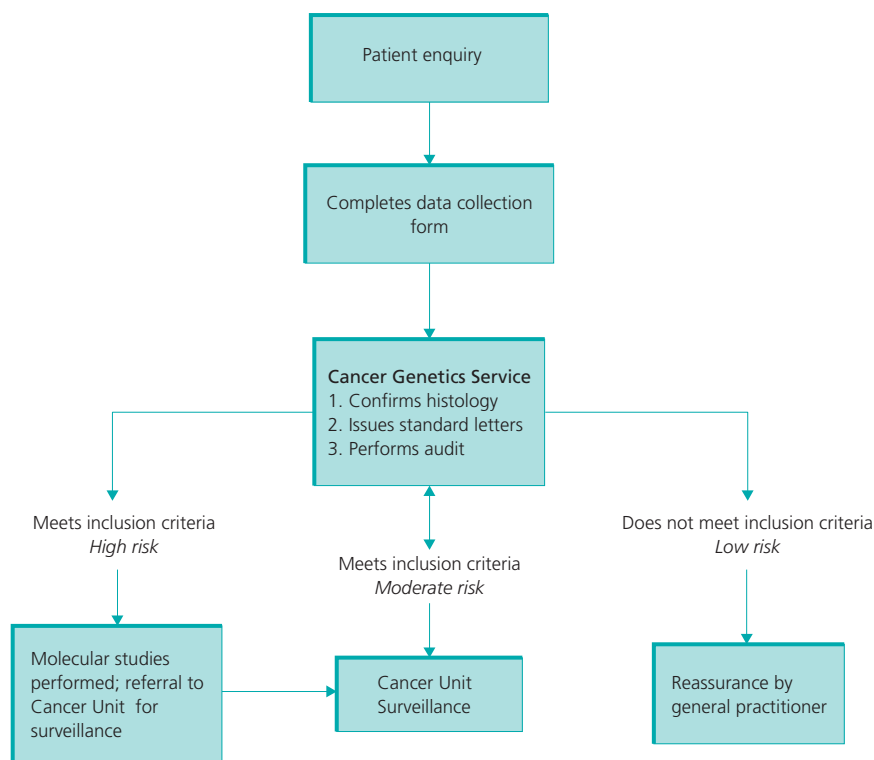 Patient enquiry
Completes data collection
form
Cancer Genetics Service
1. Confirms histology
2. Issues standard letters
3. Performs audit
Meets inclusion criteria
High risk
Meets inclusion criteria
Moderate risk
Does not meet inclusion criteria
Low risk
Molecular studies
performed; referral to
Cancer Unit for
surveillance
Cancer Unit
Surveillance
Reassurance by
general practitioner